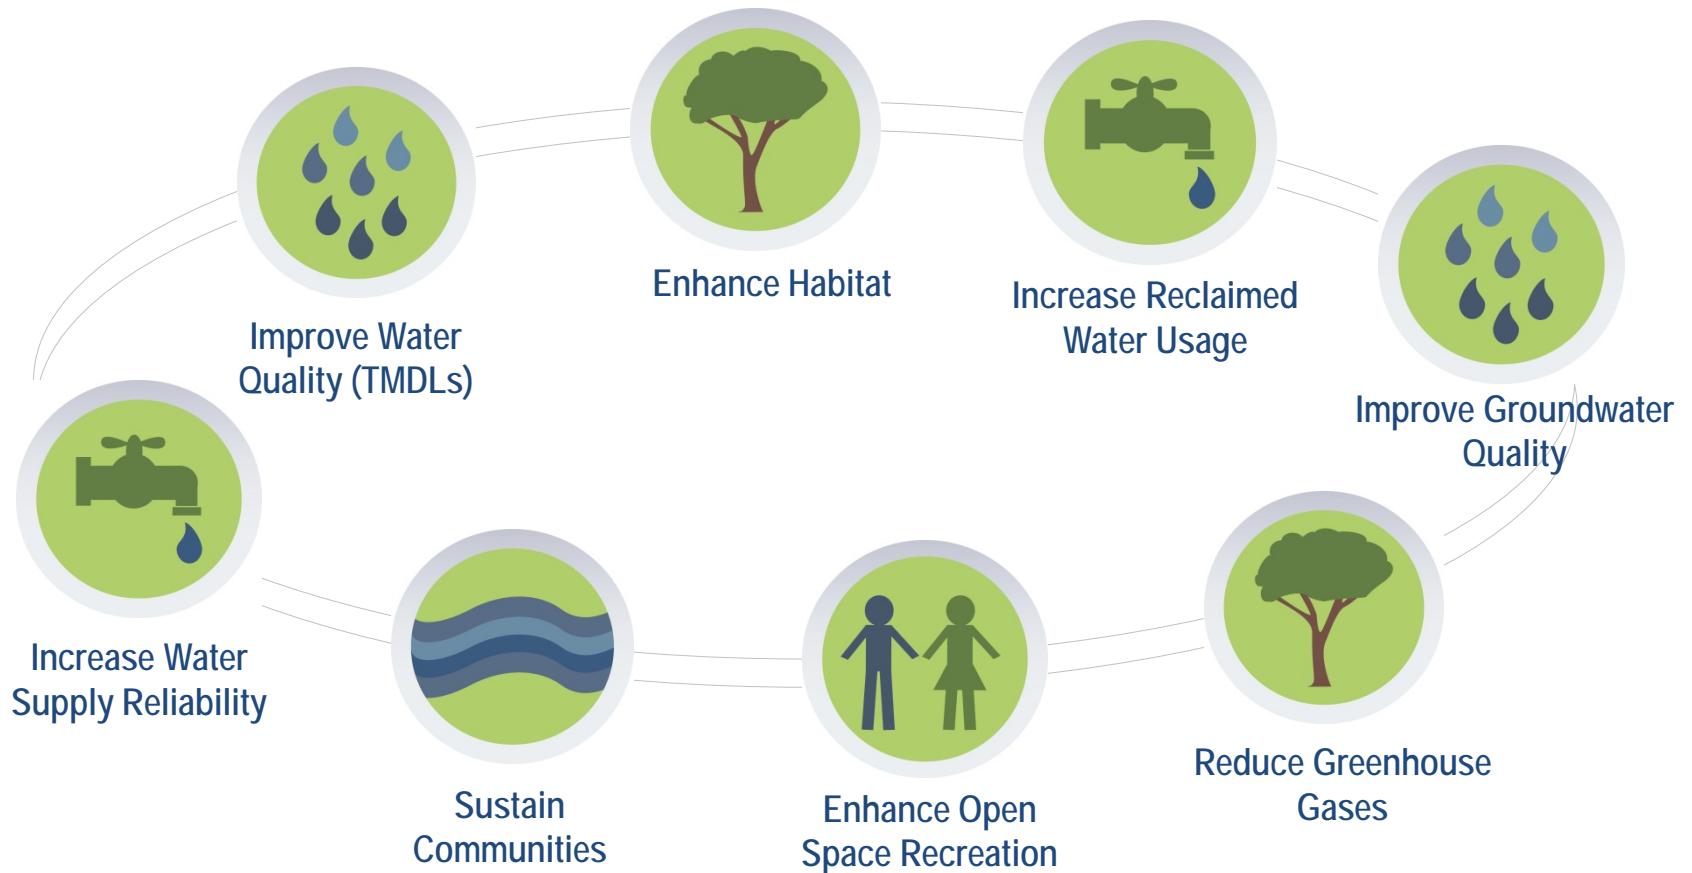 Enhance Habitat
Increase Reclaimed
Water Usage
Improve Water
Quality (TMDLs)
Improve Groundwater
Quality
Increase Water
Supply Reliability
Sustain
Communities
Enhance Open
Space Recreation
Reduce Greenhouse
Gases